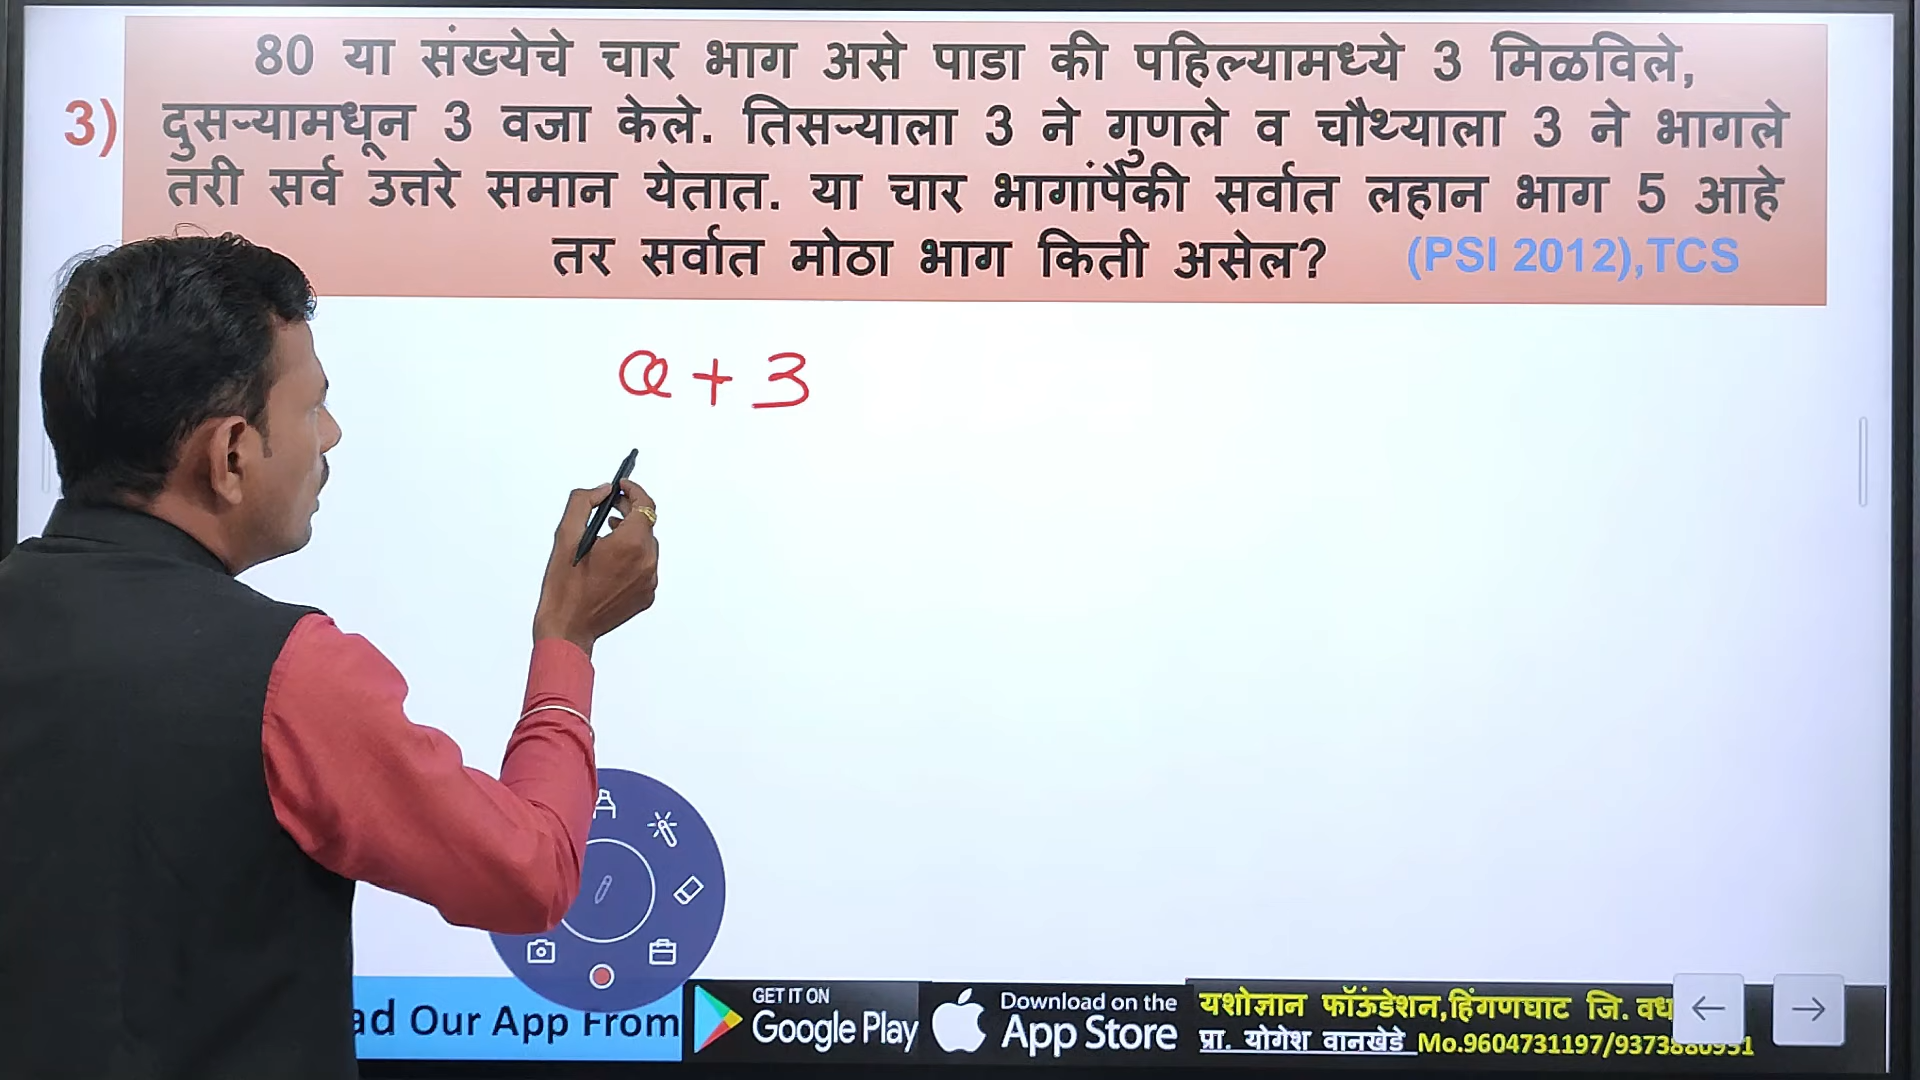 80 या संख्येचे चार भाग असे पाडा की पहिल्यामध्ये 3 मिळविले,
3) दुसऱ्यामधून 3 वजा केले. तिसऱ्याला 3 ने गुणले व चौथ्याला 3 ने भागले
तरी सर्व उत्तरे समान येतात. या चार भागांपैकी सर्वात लहान भाग 5 आहे
तर सर्वात मोठा भाग किती असेल? (PSI 2012),TCS
a + 3
ad Our App From
GET IT ON
Google Play
Download on the
App Store
यशोज्ञान फॉऊंडेशन,हिंगणघाट जि. वध
प्रा. योगेश वानखेडे Mo.9604731197/9373880951